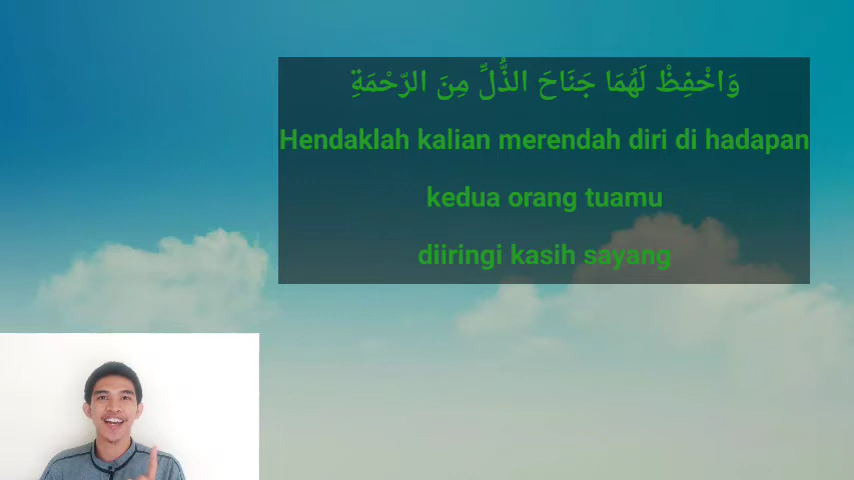 وَاخْفِظْ لَهُمَا جَنَاحَ الذُّلِّ مِنَ الرّحْمَةِ
Hendaklah kalian merendah diri di hadapan
kedua orang tuamu
diiringi kasih sayang